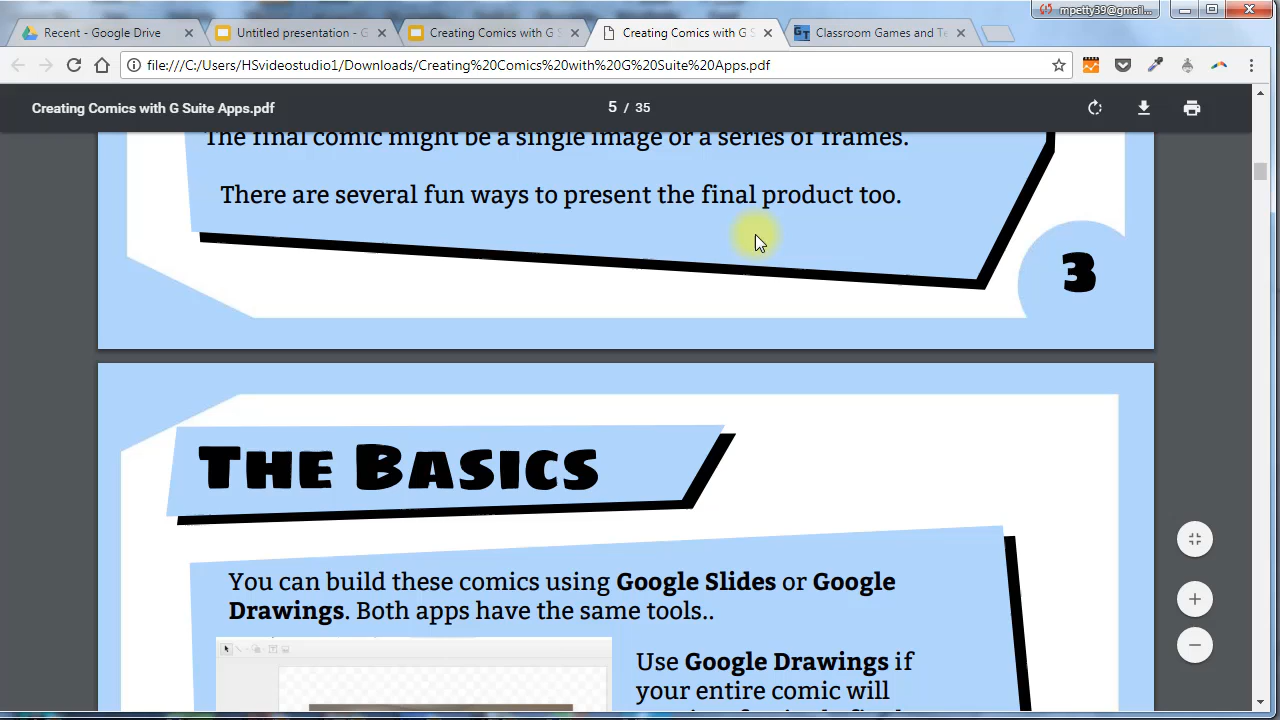 mpetty39@gmail...
Recent - Google Drive
Untitled presentation - G
Creating Comics with G S
Creating Comics with G S
Classroom Games and Te
file:///C:/Users/HSvideostudio1/Downloads/Creating%20Comics%20with%20G%20Suite%20Apps.pdf
Creating Comics with G Suite Apps.pdf
5 / 35
The final comic might be a single image or a series of frames.
There are several fun ways to present the final product too.
3
The Basics
You can build these comics using Google Slides or Google
Drawings. Both apps have the same tools..
Use Google Drawings if
your entire comic will